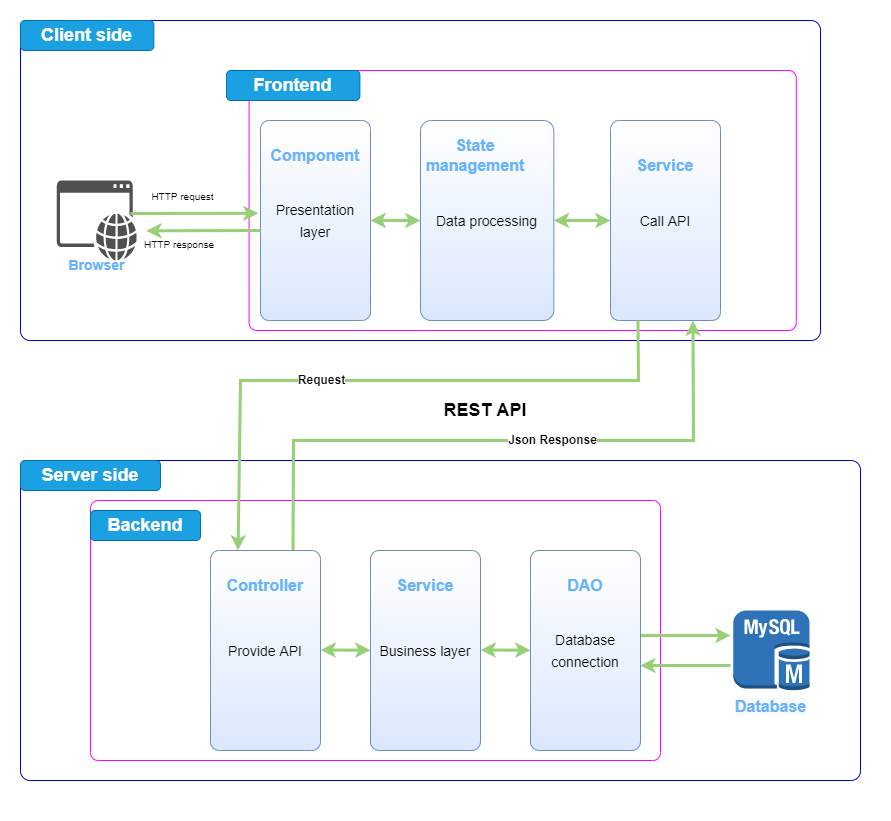 Client side
Frontend
Component
Presentation
layer
State
management
Data processing
Service
Call API
HTTP request
HTTP response
Browser
Request
REST API
Json Response
Server side
Backend
Controller
Provide API
Service
Business layer
DAO
Database
connection
MySQL
M
Database